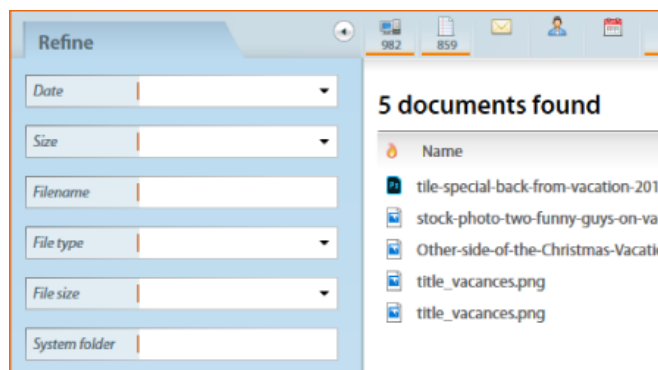 Refine
982 859
Date
Size
Filename
File type
File size
System folder
5 documents found
Name
tile-special-back-from-vacation-201
stock-photo-two-funny-guys-on-va
Other-side-of-the-Christmas-Vacati
title_vacances.png
title_vacances.png